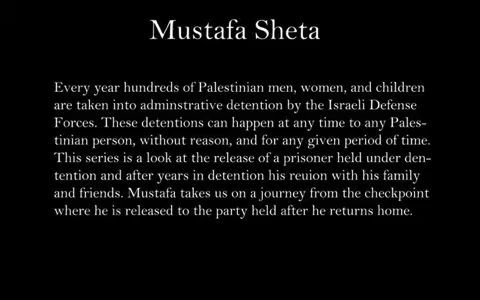 Mustafa Sheta
Every year hundreds of Palestinian men, women, and children
are taken into adminstrative detention by the Israeli Defense
Forces. These detentions can happen at any time to any Pales-
tinian person, without reason, and for any given period of time.
This series is a look at the release of a prisoner held under den-
tention and after years in detention his reuion with his family
and friends. Mustafa takes us on a journey from the checkpoint
where he is released to the party held after he returns home.